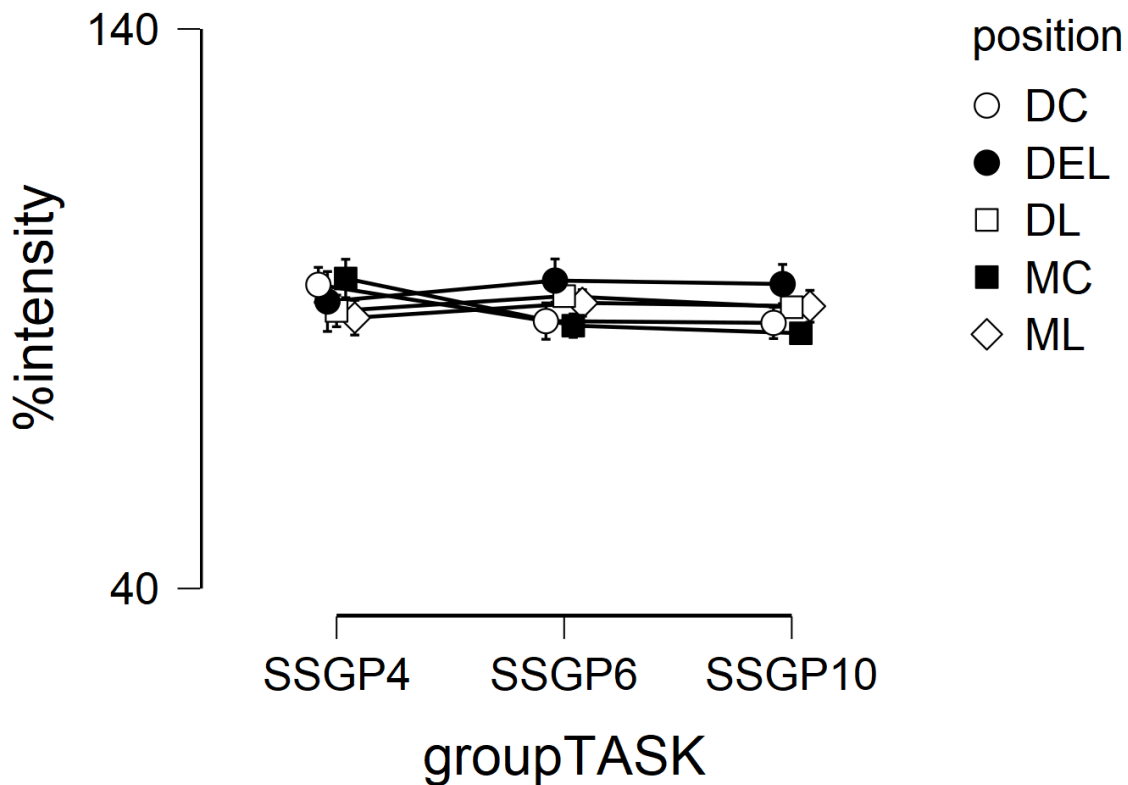 140
40
%intensity
SSGP4
SSGP6
SSGP10
groupTASK
position
DC
DEL
DL
MC
ML